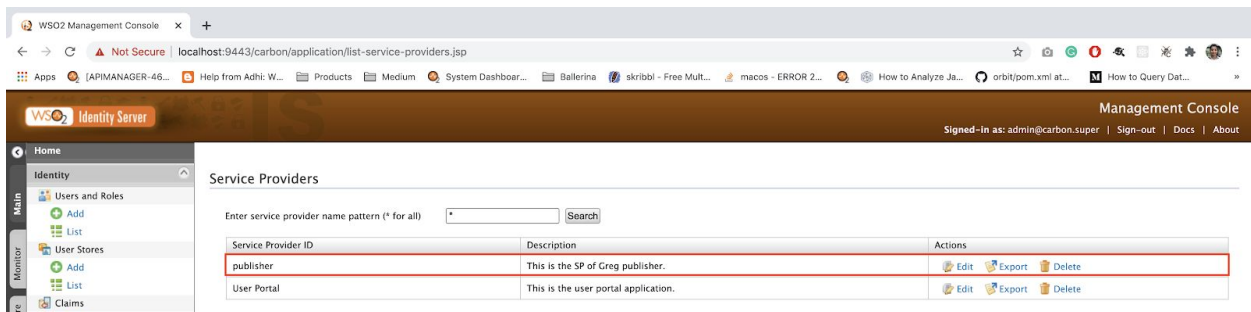 WSO2 Management Console × +
Not Secure | localhost:9443/carbon/application/list-service-providers.jsp
Apps [APIMANAGER-46... Help from Adhi: W... Products Medium System Dashboar... Ballerina skribbl - Free Mult... macos - ERROR 2... How to Analyze Ja... orbit/pom.xml at... M How to Query Dat... »
WSO2 Identity Server Management Console
Signed-in as: admin@carbon.super | Sign-out | Docs | About
Home
Identity
Service Providers
Main
Users and Roles
Add
Enter service provider name pattern (* for all) * Search
List
Service Provider ID Description Actions
Monitor
User Stores
publisher This is the SP of Greg publisher. Edit Export Delete
Add
User Portal This is the user portal application. Edit Export Delete
List
Claims